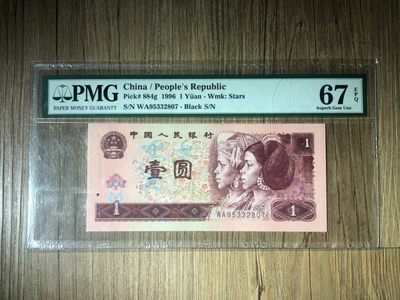 PMG
PAPER MONEY GUARANTY
China / People's Republic
Pick# 884g 1996 1 Yüan - Wmk: Stars
S/N WA95332807 - Black S/N
67 EPQ
Superb Gem Unc
中国人民银行
壹圆
1
1
1
WA95332807